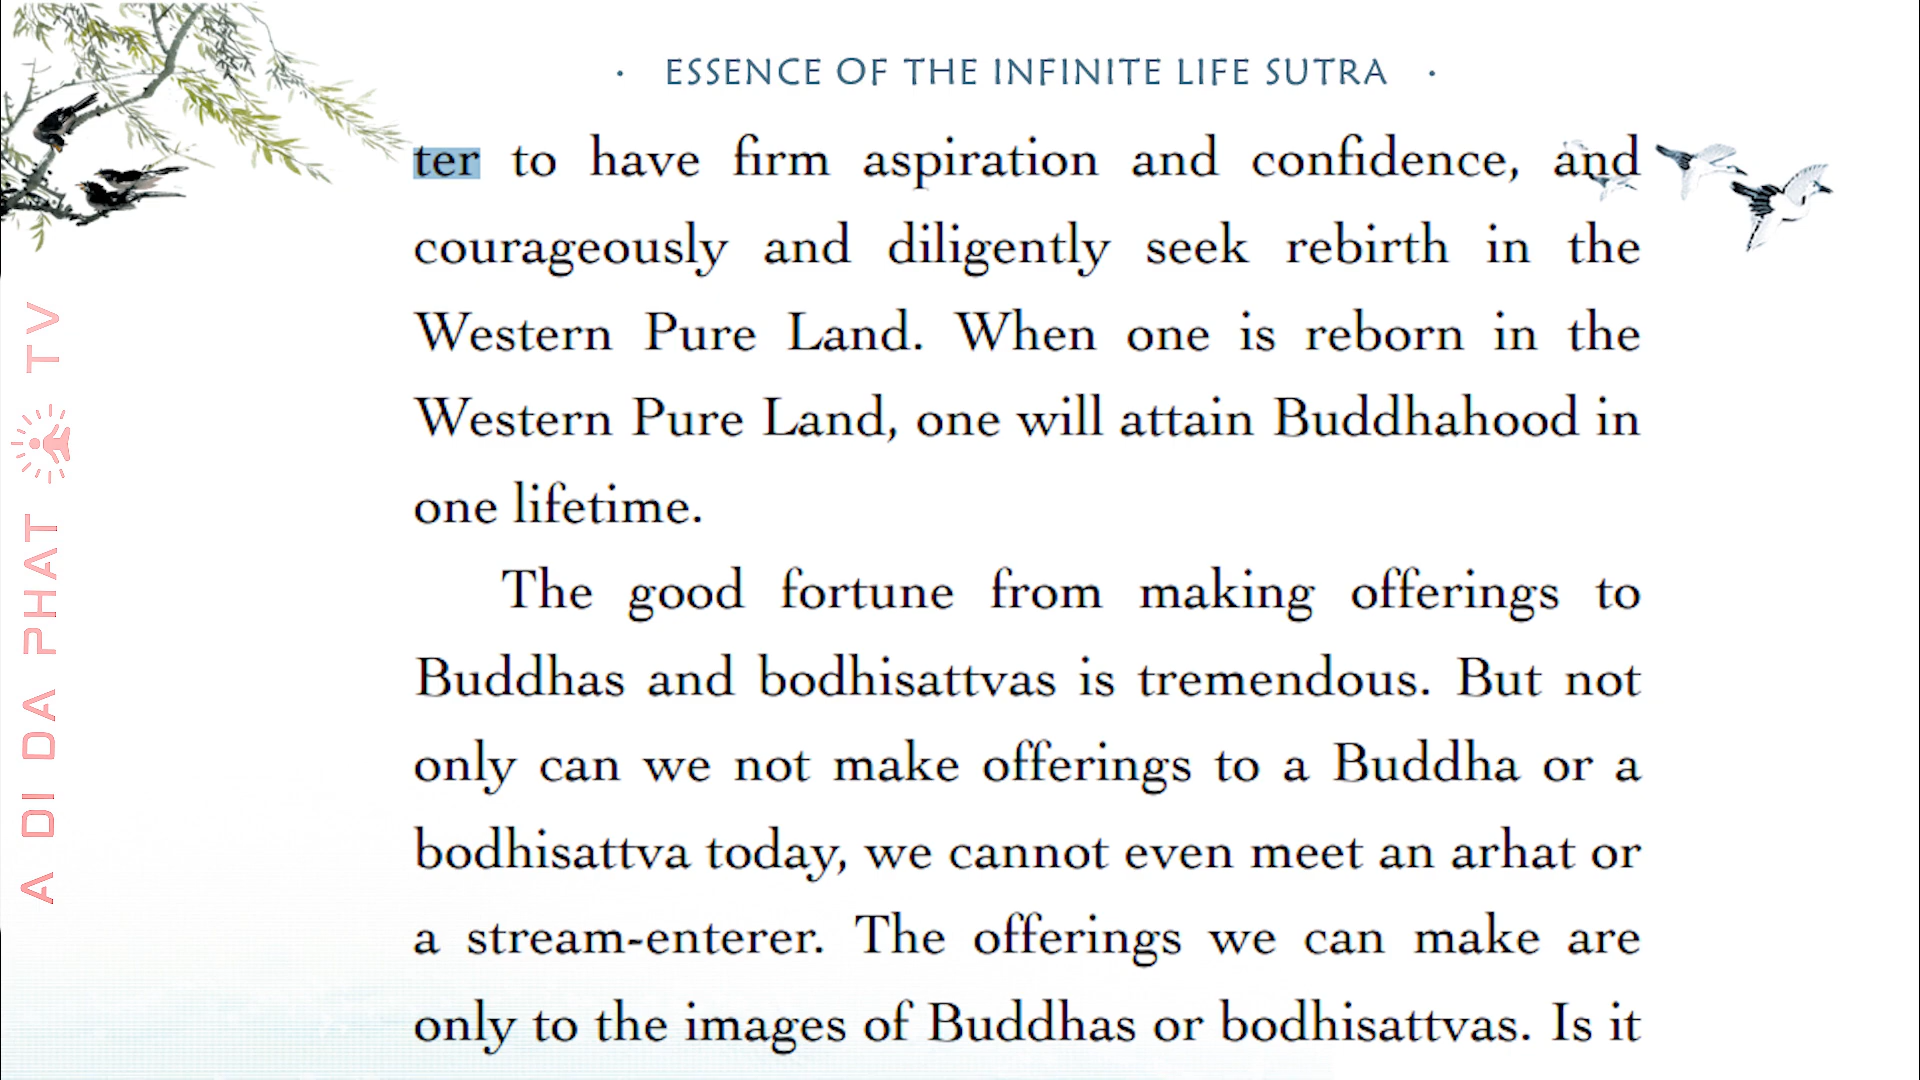 · ESSENCE OF THE INFINITE LIFE SUTRA ·
ter to have firm aspiration and confidence, and
courageously and diligently seek rebirth in the
Western Pure Land. When one is reborn in the
Western Pure Land, one will attain Buddhahood in
one lifetime.
The good fortune from making offerings to
Buddhas and bodhisattvas is tremendous. But not
only can we not make offerings to a Buddha or a
bodhisattva today, we cannot even meet an arhat or
a stream-enterer. The offerings we can make are
only to the images of Buddhas or bodhisattvas. Is it
A DI DA PHAT TV